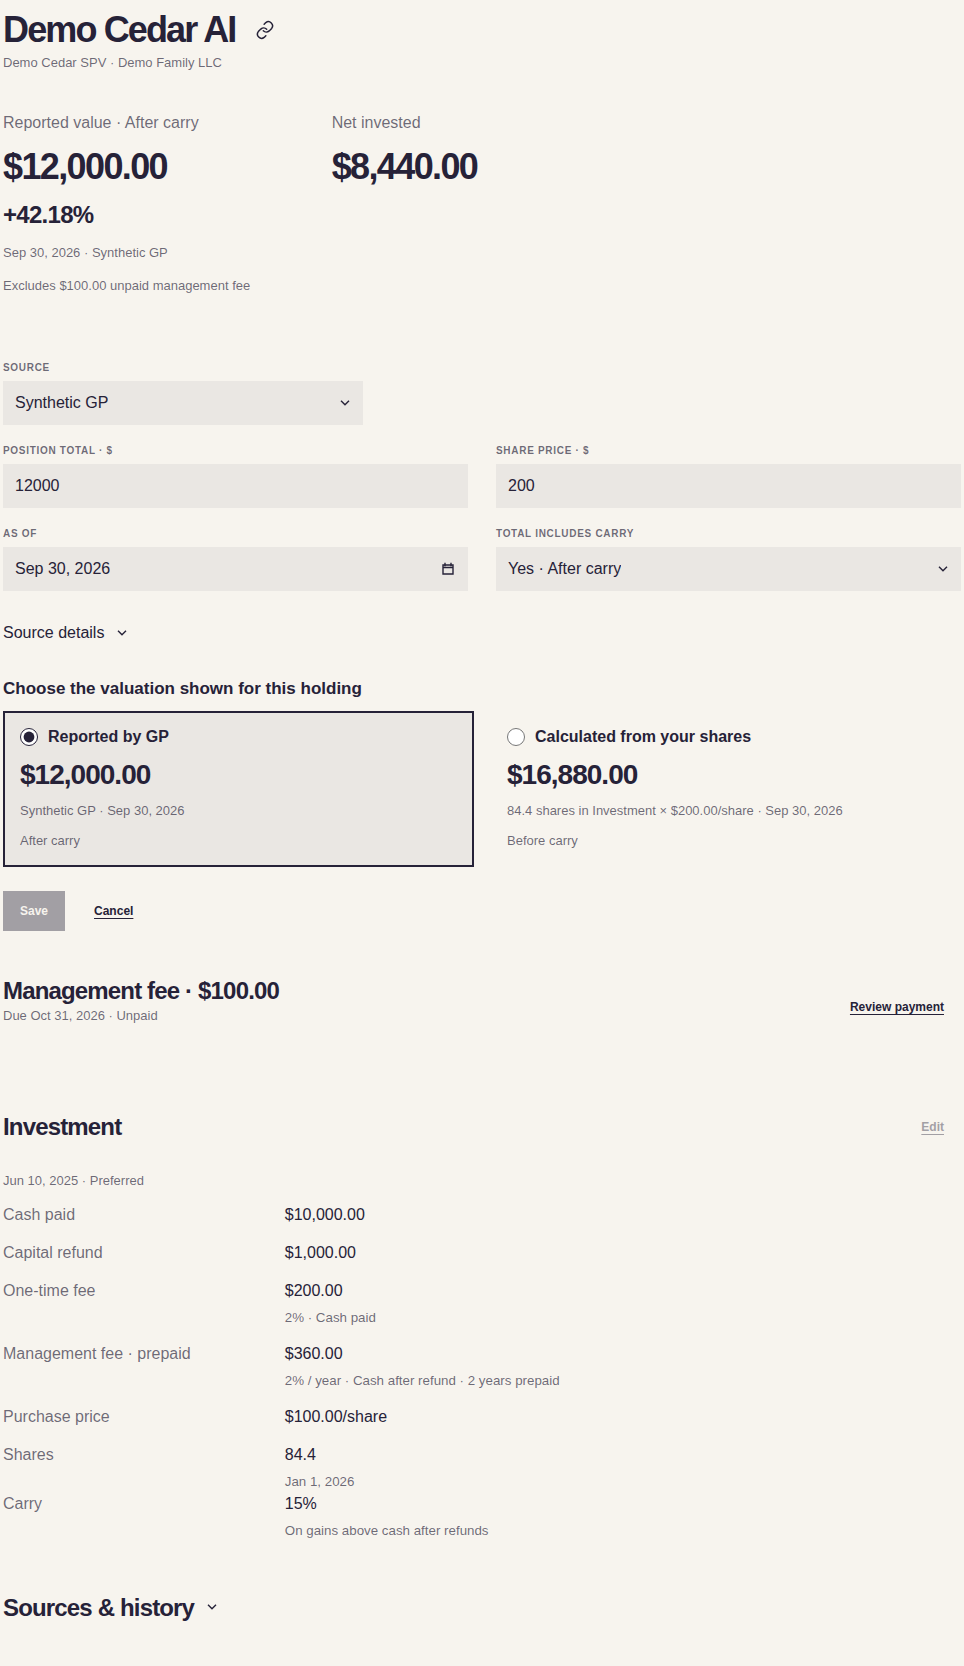 Demo Cedar AI
Demo Cedar SPV · Demo Family LLC
Reported value · After carry
Net invested
$12,000.00
$8,440.00
+42.18%
Sep 30, 2026 · Synthetic GP
Excludes $100.00 unpaid management fee
SOURCE
Synthetic GP
POSITION TOTAL · $
SHARE PRICE · $
12000
200
AS OF
TOTAL INCLUDES CARRY
Sep 30, 2026
Yes · After carry
Source details
Choose the valuation shown for this holding
Reported by GP
$12,000.00
Synthetic GP · Sep 30, 2026
After carry
Calculated from your shares
$16,880.00
84.4 shares in Investment × $200.00/share · Sep 30, 2026
Before carry
Save
Cancel
Management fee · $100.00
Due Oct 31, 2026 · Unpaid
Review payment
Investment
Edit
Jun 10, 2025 · Preferred
Cash paid
$10,000.00
Capital refund
$1,000.00
One-time fee
$200.00
2% · Cash paid
Management fee · prepaid
$360.00
2% / year · Cash after refund · 2 years prepaid
Purchase price
$100.00/share
Shares
84.4
Jan 1, 2026
Carry
15%
On gains above cash after refunds
Sources & history